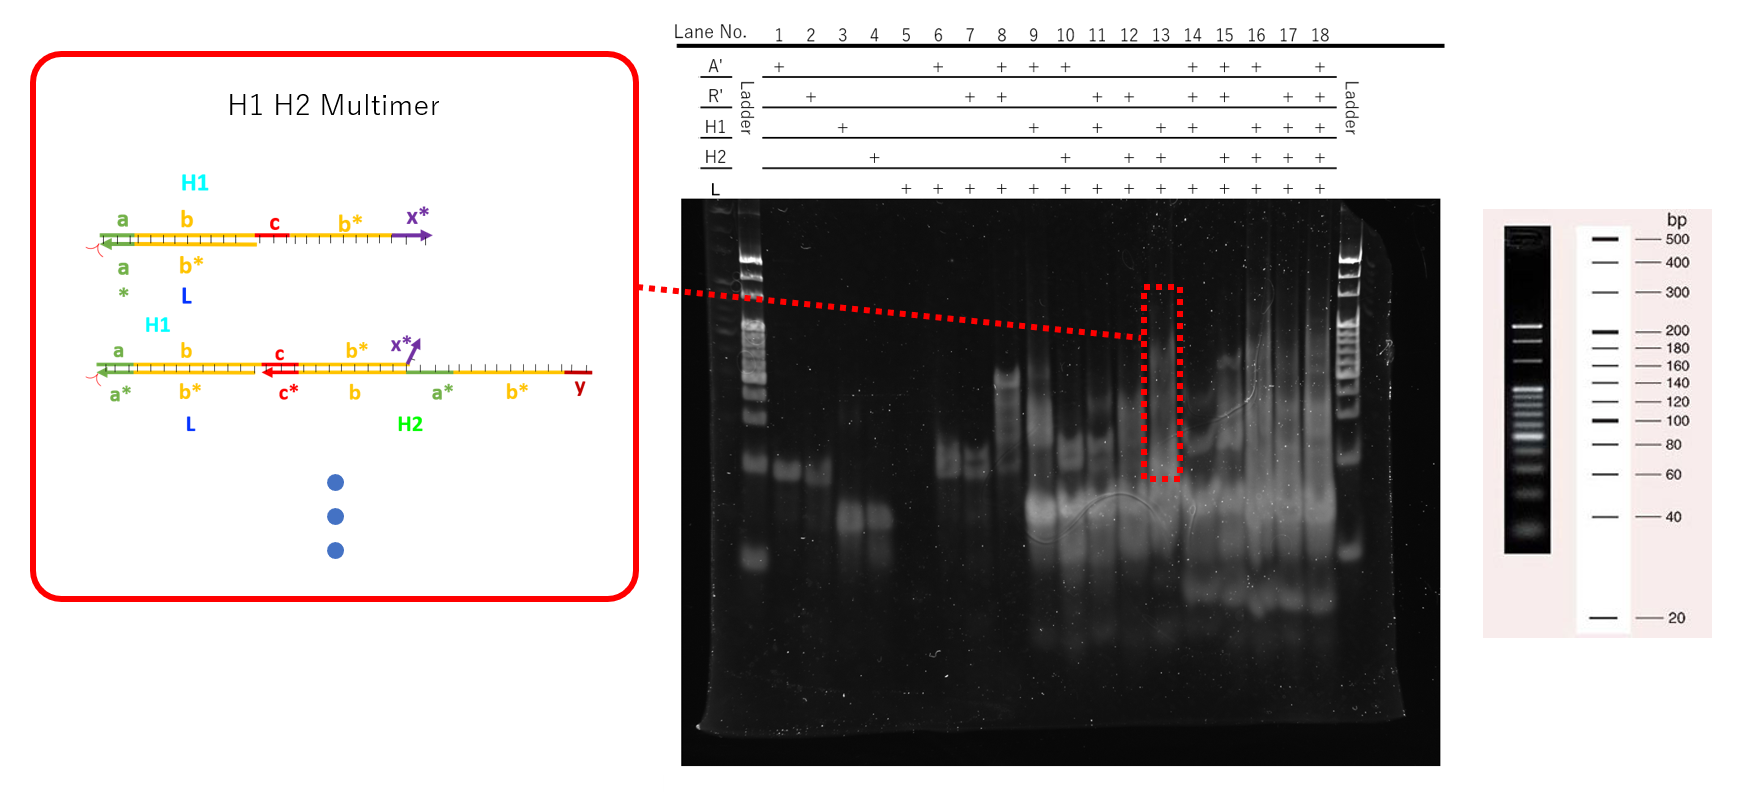 H1 H2 Multimer
H1
a b c b* x*
a b*
* L
H1
a b c b* x*
a* b* c* b a* b* y
L H2
Lane No. 1 2 3 4 5 6 7 8 9 10 11 12 13 14 15 16 17 18
A' + + + + + + + + +
R' + + + + + + + + +
H1 + + + + + + + +
H2 + + + + + + + +
L + + + + + + + + + + + + + +
Ladder
Ladder
bp
500
400
300
200
180
160
140
120
100
80
60
40
20